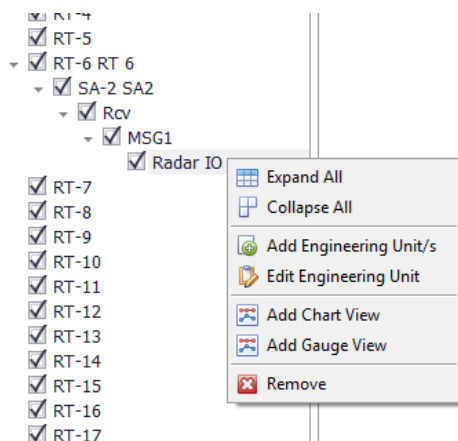 RT-4
RT-5
RT-6 RT 6
SA-2 SA2
Rcv
MSG1
Radar IO
Expand All
Collapse All
Add Engineering Unit/s
Edit Engineering Unit
Add Chart View
Add Gauge View
Remove
RT-7
RT-8
RT-9
RT-10
RT-11
RT-12
RT-13
RT-14
RT-15
RT-16
RT-17